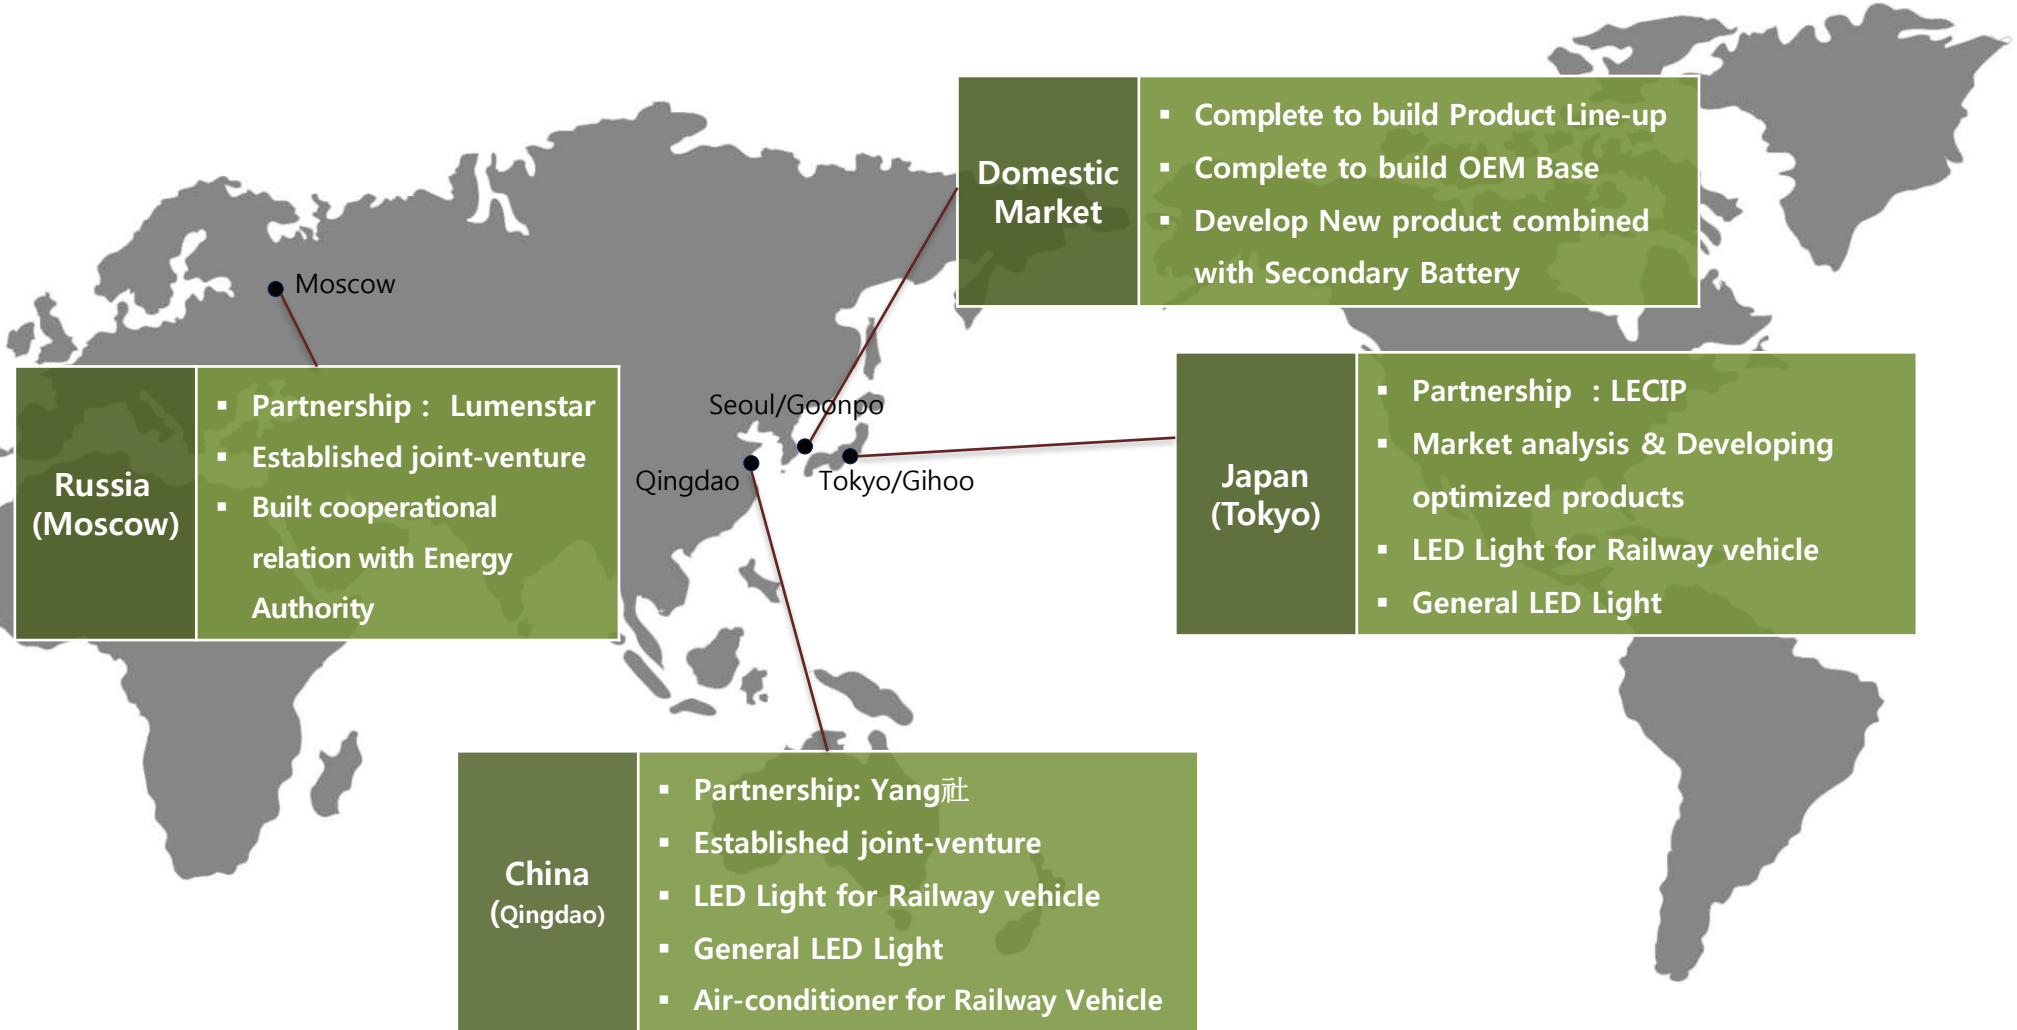 Domestic
Market
▪ Complete to build Product Line-up
▪ Complete to build OEM Base
▪ Develop New product combined
with Secondary Battery
Moscow
Russia
(Moscow)
▪ Partnership : Lumenstar
▪ Established joint-venture
▪ Built cooperational
relation with Energy
Authority
Seoul/Goonpo
Qingdao
Tokyo/Gihoo
Japan
(Tokyo)
▪ Partnership : LECIP
▪ Market analysis & Developing
optimized products
▪ LED Light for Railway vehicle
▪ General LED Light
China
(Qingdao)
▪ Partnership: Yang社
▪ Established joint-venture
▪ LED Light for Railway vehicle
▪ General LED Light
▪ Air-conditioner for Railway Vehicle